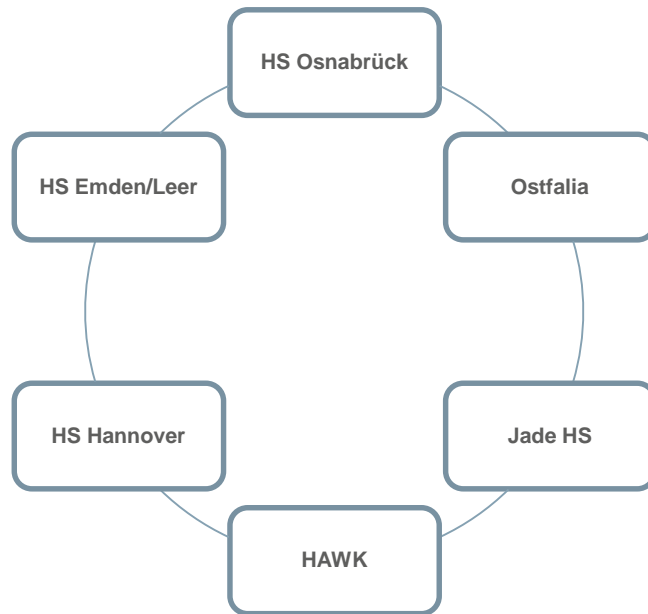 HS Osnabrück
HS Emden/Leer
Ostfalia
HS Hannover
Jade HS
HAWK